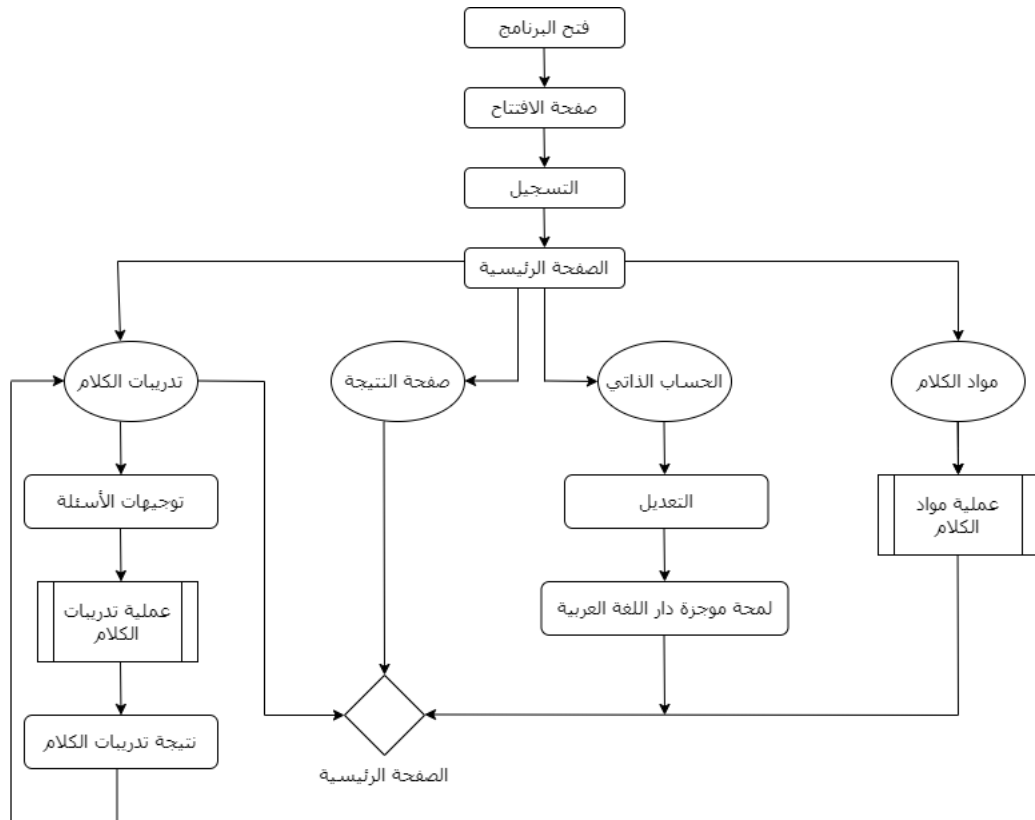 فتح البرنامج
صفحة الافتتاح
التسجيل
الصفحة الرئيسية
مواد الكلام
الحساب الذاتي
صفحة النتيجة
تدريبات الكلام
عملية مواد
الكلام
التعديل
توجيهات الأسئلة
لمحة موجزة دار اللغة العربية
عملية تدريبات
الكلام
نتيجة تدريبات الكلام
الصفحة الرئيسية